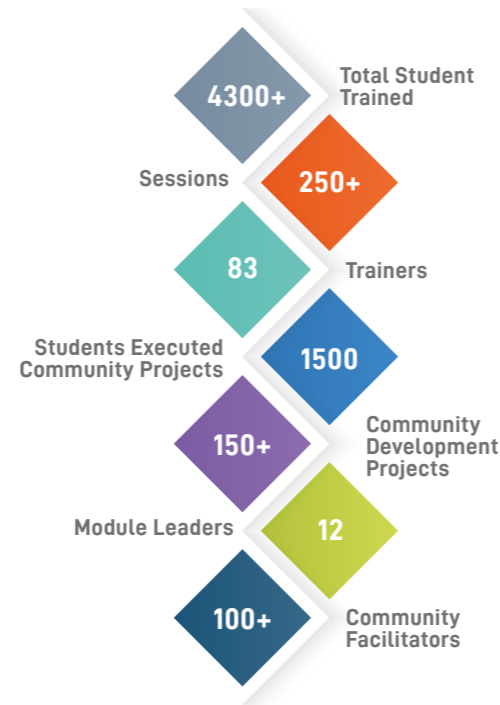 4300+
Total Student
Trained
Sessions
250+
83
Trainers
Students Executed
Community Projects
1500
150+
Community
Development
Projects
Module Leaders
12
100+
Community
Facilitators